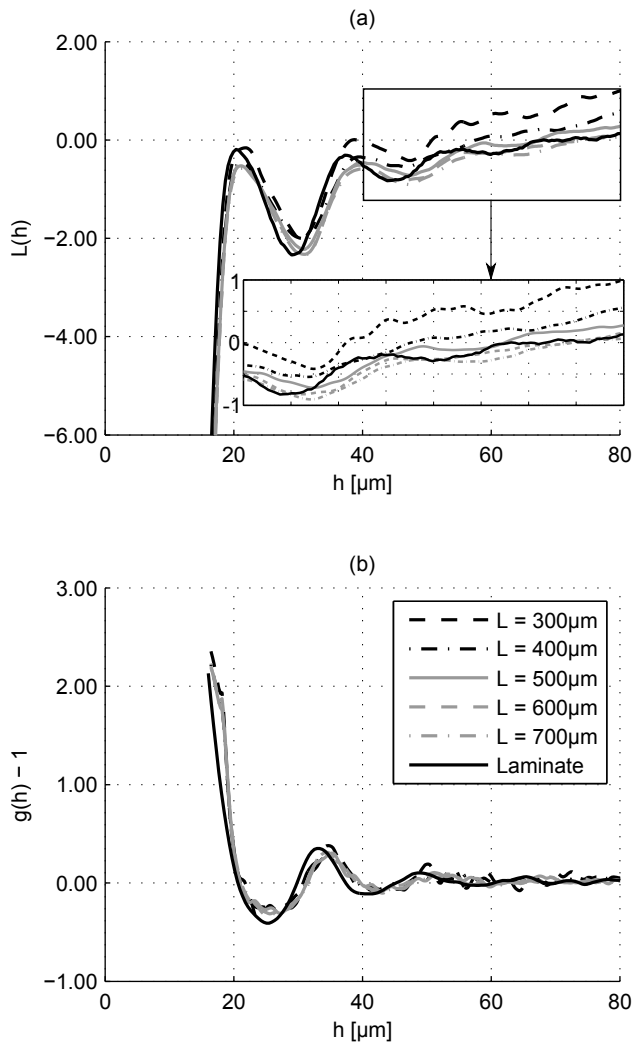 (a)
2.00
0.00
−2.00
−4.00
−6.00
L(h)
1
0
-1
0
20
40
60
80
h [µm]
(b)
3.00
2.00
1.00
0.00
−1.00
g(h) − 1
L = 300µm
L = 400µm
L = 500µm
L = 600µm
L = 700µm
Laminate
0
20
40
60
80
h [µm]